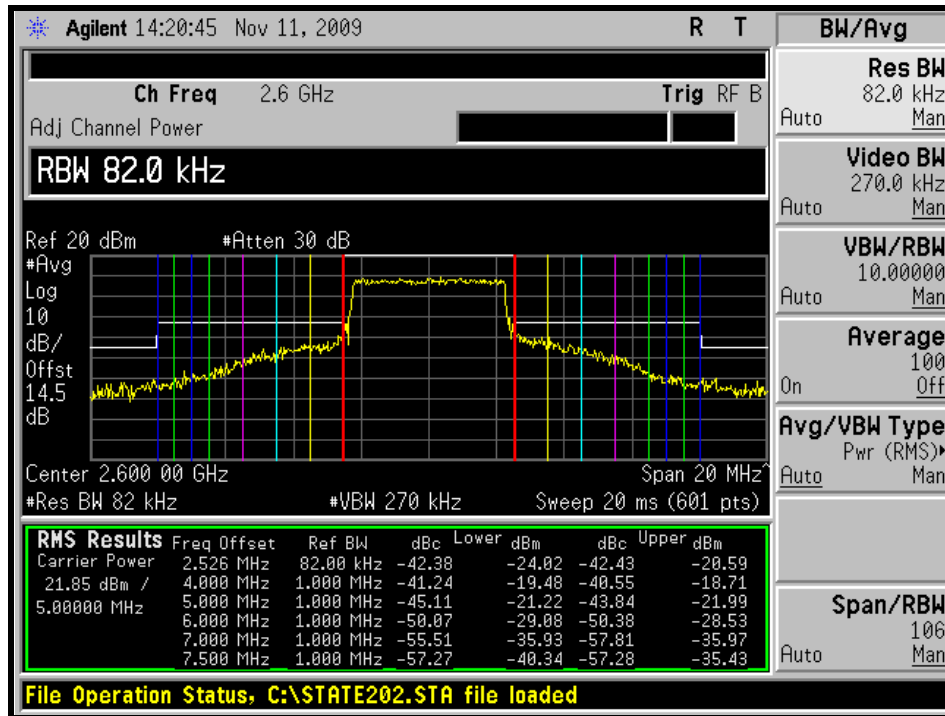 Agilent 14:20:45 Nov 11, 2009 R T
Ch Freq 2.6 GHz Trig RF B
Adj Channel Power
RBW 82.0 kHz
Ref 20 dBm #Atten 30 dB
#Avg
Log
10
dB/
Offst
14.5
dB
Center 2.600 00 GHz Span 20 MHz^
#Res BW 82 kHz #VBW 270 kHz Sweep 20 ms (601 pts)
RMS Results Freq Offset Ref BW dBc Lower dBm dBc Upper dBm
Carrier Power 2.526 MHz 82.00 kHz -42.38 -24.02 -42.43 -20.59
21.85 dBm / 4.000 MHz 1.000 MHz -41.24 -19.48 -40.55 -18.71
5.00000 MHz 5.000 MHz 1.000 MHz -45.11 -21.22 -43.84 -21.99
6.000 MHz 1.000 MHz -50.07 -29.08 -50.38 -28.53
7.000 MHz 1.000 MHz -55.51 -35.93 -57.81 -35.97
7.500 MHz 1.000 MHz -57.27 -40.34 -57.28 -35.43
File Operation Status, C:\STATE202.STA file loaded
BW/Avg
Res BW
82.0 kHz
Auto Man
Video BW
270.0 kHz
Auto Man
VBW/RBW
10.00000
Auto Man
Average
100
On Off
Avg/VBW Type
Pwr (RMS)▸
Auto Man
Span/RBW
106
Auto Man